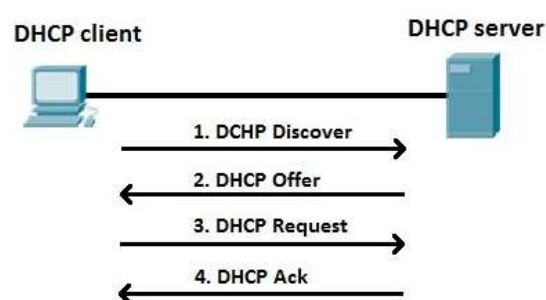 DHCP client
DHCP server
1. DCHP Discover
2. DHCP Offer
3. DHCP Request
4. DHCP Ack